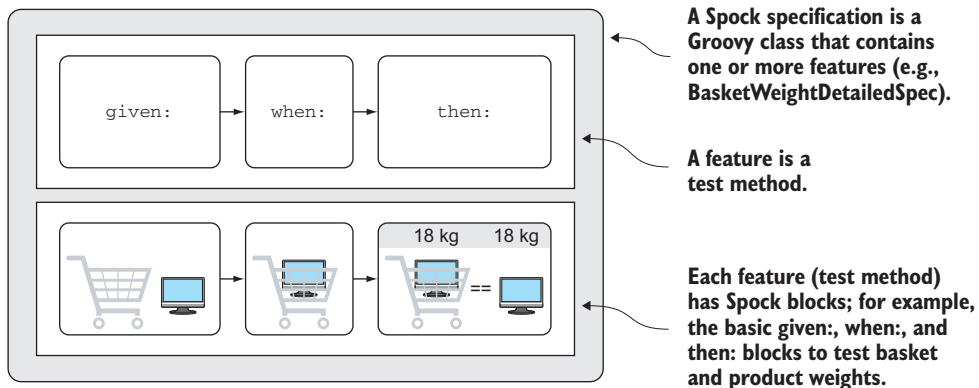 given:
when:
then:
18 kg 18 kg
==
A Spock specification is a
Groovy class that contains
one or more features (e.g.,
BasketWeightDetailedSpec).
A feature is a
test method.
Each feature (test method)
has Spock blocks; for example,
the basic given:, when:, and
then: blocks to test basket
and product weights.